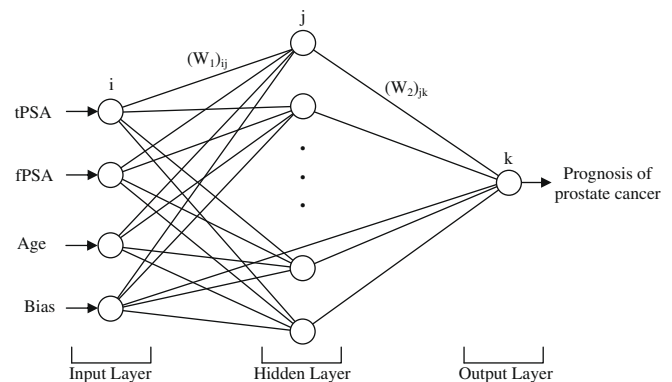 j
(W₁)ᵢⱼ
i
(W₂)ⱼₖ
tPSA
k
fPSA
Prognosis of
prostate cancer
Age
Bias
Input Layer
Hidden Layer
Output Layer